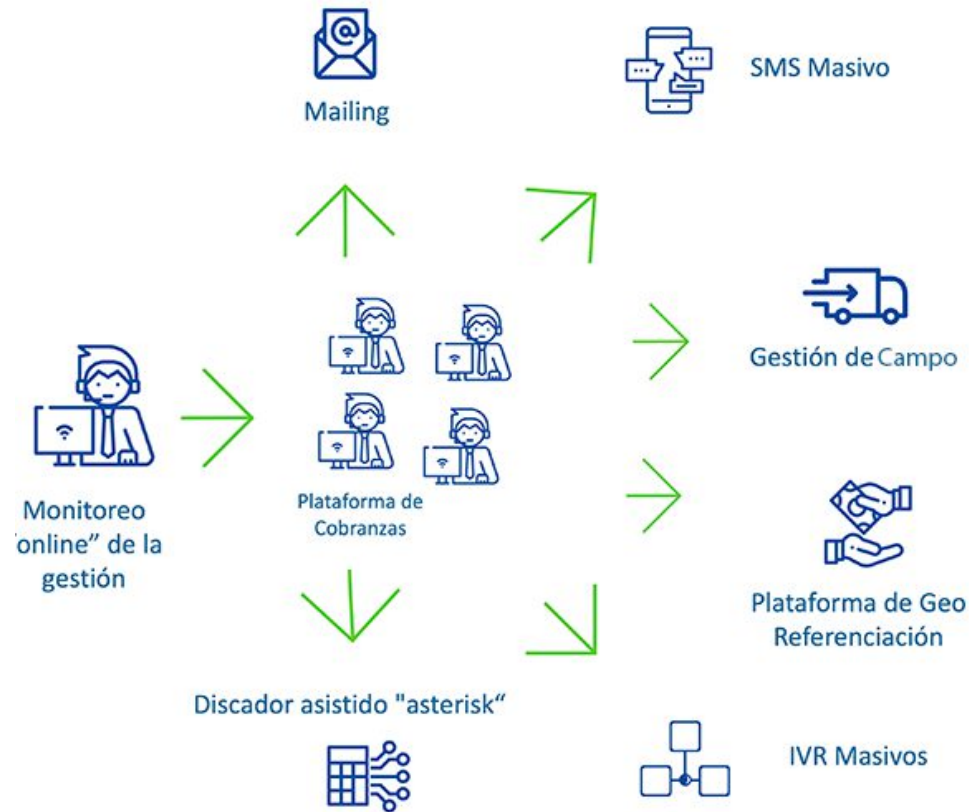 Mailing
SMS Masivo
Gestión de Campo
Monitoreo
"online” de la
gestión
Plataforma de
Cobranzas
Plataforma de Geo
Referenciación
Discador asistido "asterisk“
IVR Masivos